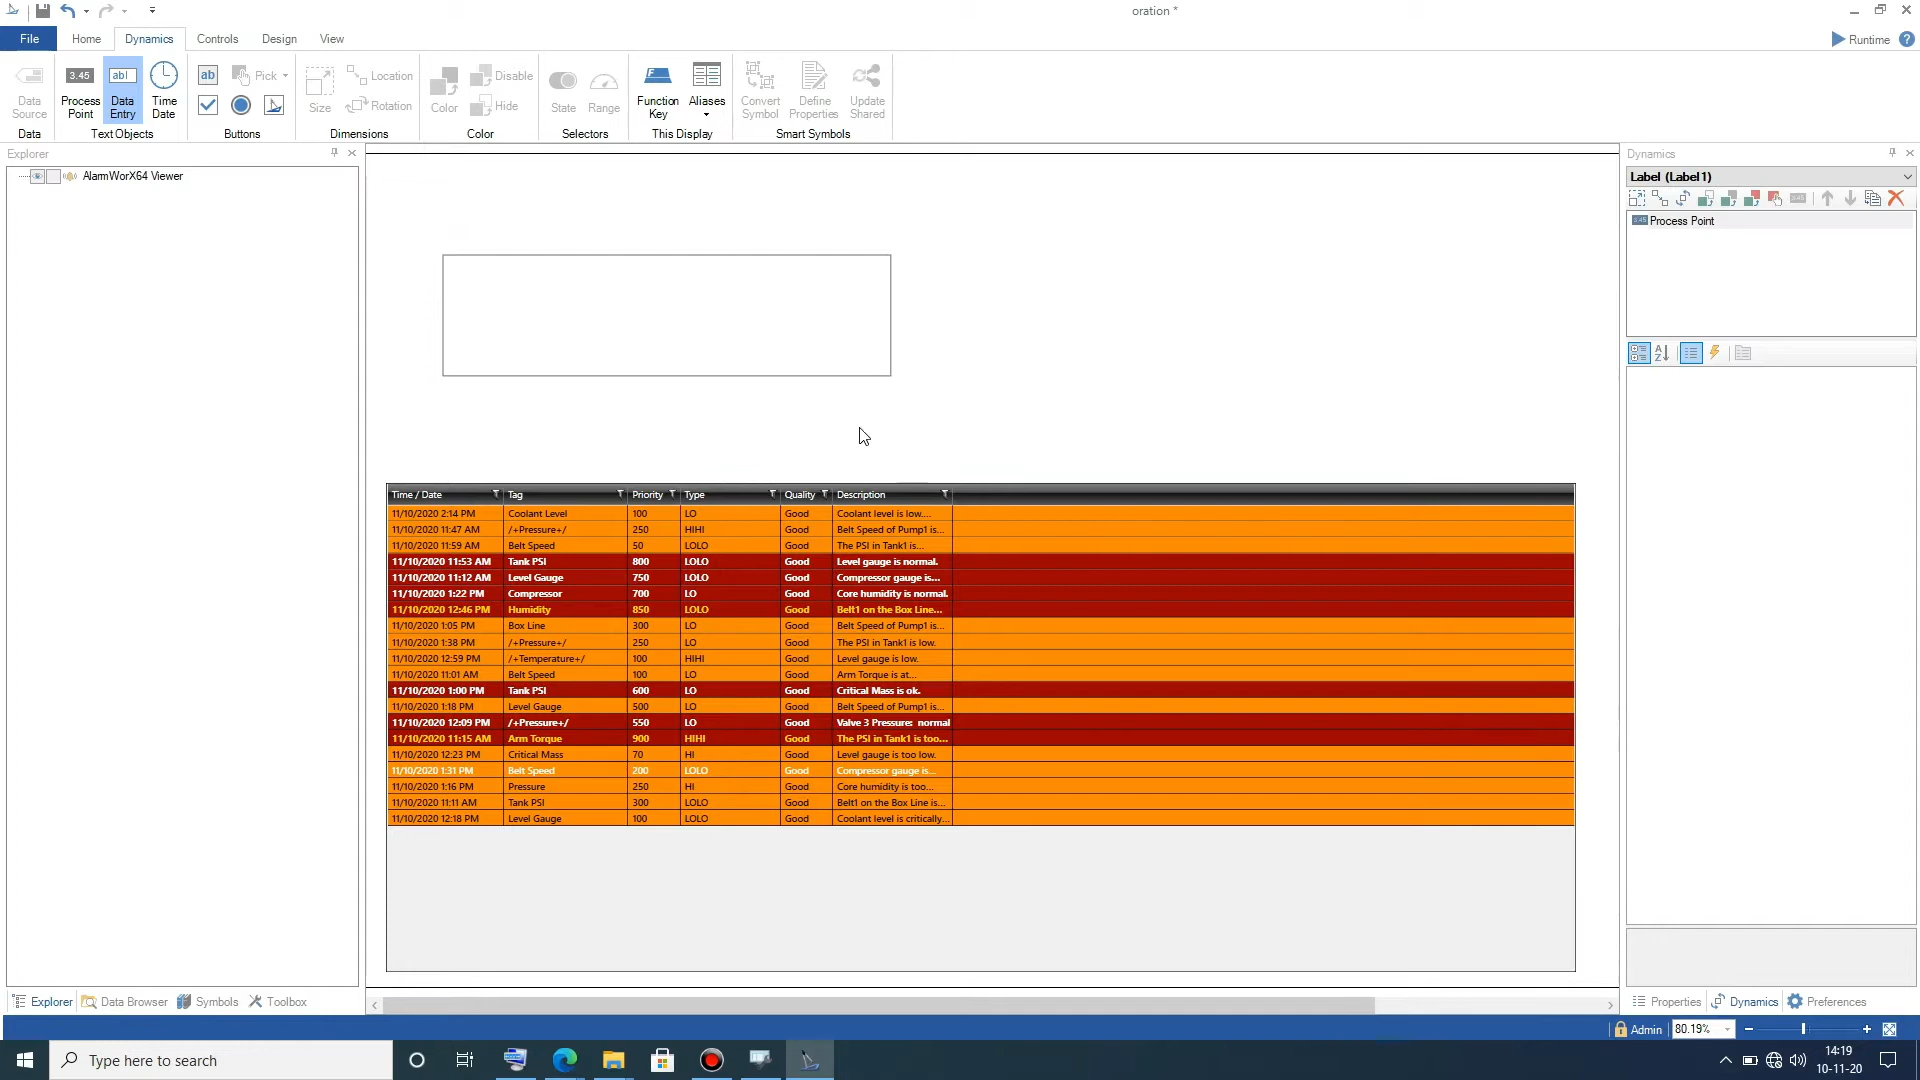 oration *
File Home Dynamics Controls Design View
Runtime
Data Source
Process Point
Data Entry
Time Date
Pick
Size
Location
Rotation
Color
Disable
Hide
State
Range
Function Key
Aliases
Convert Symbol
Define Properties
Update Shared
Data Text Objects Buttons Dimensions Color Selectors This Display Smart Symbols
Explorer
AlarmWorX64 Viewer
Time / Date Tag Priority Type Quality Description
11/10/2020 2:14 PM Coolant Level 100 LO Good Coolant level is low....
11/10/2020 11:47 AM /+Pressure+/ 250 HIHI Good Belt Speed of Pump1 is...
11/10/2020 11:59 AM Belt Speed 50 LOLO Good The PSI in Tank1 is...
11/10/2020 11:53 AM Tank PSI 800 LOLO Good Level gauge is normal.
11/10/2020 11:12 AM Level Gauge 750 LOLO Good Compressor gauge is...
11/10/2020 1:22 PM Compressor 700 LO Good Core humidity is normal.
11/10/2020 12:46 PM Humidity 850 LOLO Good Belt1 on the Box Line...
11/10/2020 1:05 PM Box Line 300 LO Good Belt Speed of Pump1 is...
11/10/2020 1:38 PM /+Pressure+/ 250 LO Good The PSI in Tank1 is low.
11/10/2020 12:59 PM /+Temperature+/ 100 HIHI Good Level gauge is low.
11/10/2020 11:01 AM Belt Speed 100 LO Good Arm Torque is at...
11/10/2020 1:00 PM Tank PSI 600 LO Good Critical Mass is ok.
11/10/2020 1:18 PM Level Gauge 500 LO Good Belt Speed of Pump1 is...
11/10/2020 12:09 PM /+Pressure+/ 550 LO Good Valve 3 Pressure: normal
11/10/2020 11:15 AM Arm Torque 900 HIHI Good The PSI in Tank1 is too...
11/10/2020 12:23 PM Critical Mass 70 HI Good Level gauge is too low.
11/10/2020 1:31 PM Belt Speed 200 LOLO Good Compressor gauge is...
11/10/2020 1:16 PM Pressure 250 HI Good Core humidity is too...
11/10/2020 11:11 AM Tank PSI 300 LOLO Good Belt1 on the Box Line is...
11/10/2020 12:18 PM Level Gauge 100 LOLO Good Coolant level is critically...
Dynamics
Label (Label1)
Process Point
Explorer Data Browser Symbols Toolbox
Properties Dynamics Preferences
Admin 80.19%
Type here to search
14:19
10-11-20